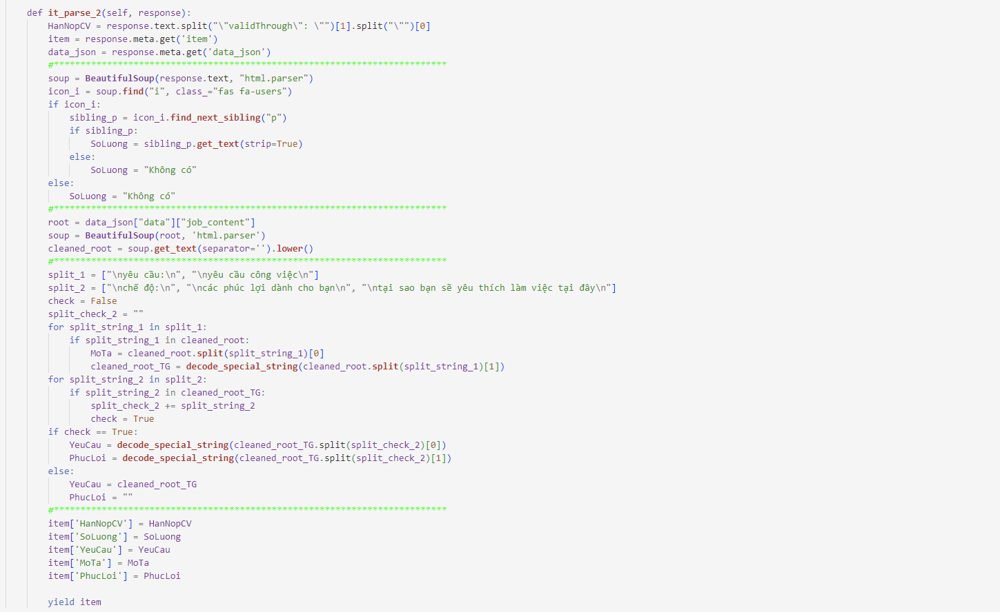 def it_parse_2(self, response):
HanNopCV = response.text.split("\"validThrough\": \"")[1].split("\"")[0]
item = response.meta.get('item')
data_json = response.meta.get('data_json')
#**************************************************************************
soup = BeautifulSoup(response.text, "html.parser")
icon_i = soup.find("i", class_="fas fa-users")
if icon_i:
sibling_p = icon_i.find_next_sibling("p")
if sibling_p:
SoLuong = sibling_p.get_text(strip=True)
else:
SoLuong = "Không có"
else:
SoLuong = "Không có"
#**************************************************************************
root = data_json["data"]["job_content"]
soup = BeautifulSoup(root, 'html.parser')
cleaned_root = soup.get_text(separator='').lower()
#**************************************************************************
split_1 = ["\nyêu cầu:\n", "\nyêu cầu công việc\n"]
split_2 = ["\nchế độ:\n", "\ncác phúc lợi dành cho bạn\n", "\ntại sao bạn sẽ yêu thích làm việc tại đây\n"]
check = False
split_check_2 = ""
for split_string_1 in split_1:
if split_string_1 in cleaned_root:
MoTa = cleaned_root.split(split_string_1)[0]
cleaned_root_TG = decode_special_string(cleaned_root.split(split_string_1)[1])
for split_string_2 in split_2:
if split_string_2 in cleaned_root_TG:
split_check_2 += split_string_2
check = True
if check == True:
YeuCau = decode_special_string(cleaned_root_TG.split(split_check_2)[0])
PhucLoi = decode_special_string(cleaned_root_TG.split(split_check_2)[1])
else:
YeuCau = cleaned_root_TG
PhucLoi = ""
#**************************************************************************
item['HanNopCV'] = HanNopCV
item['SoLuong'] = SoLuong
item['YeuCau'] = YeuCau
item['MoTa'] = MoTa
item['PhucLoi'] = PhucLoi
yield item